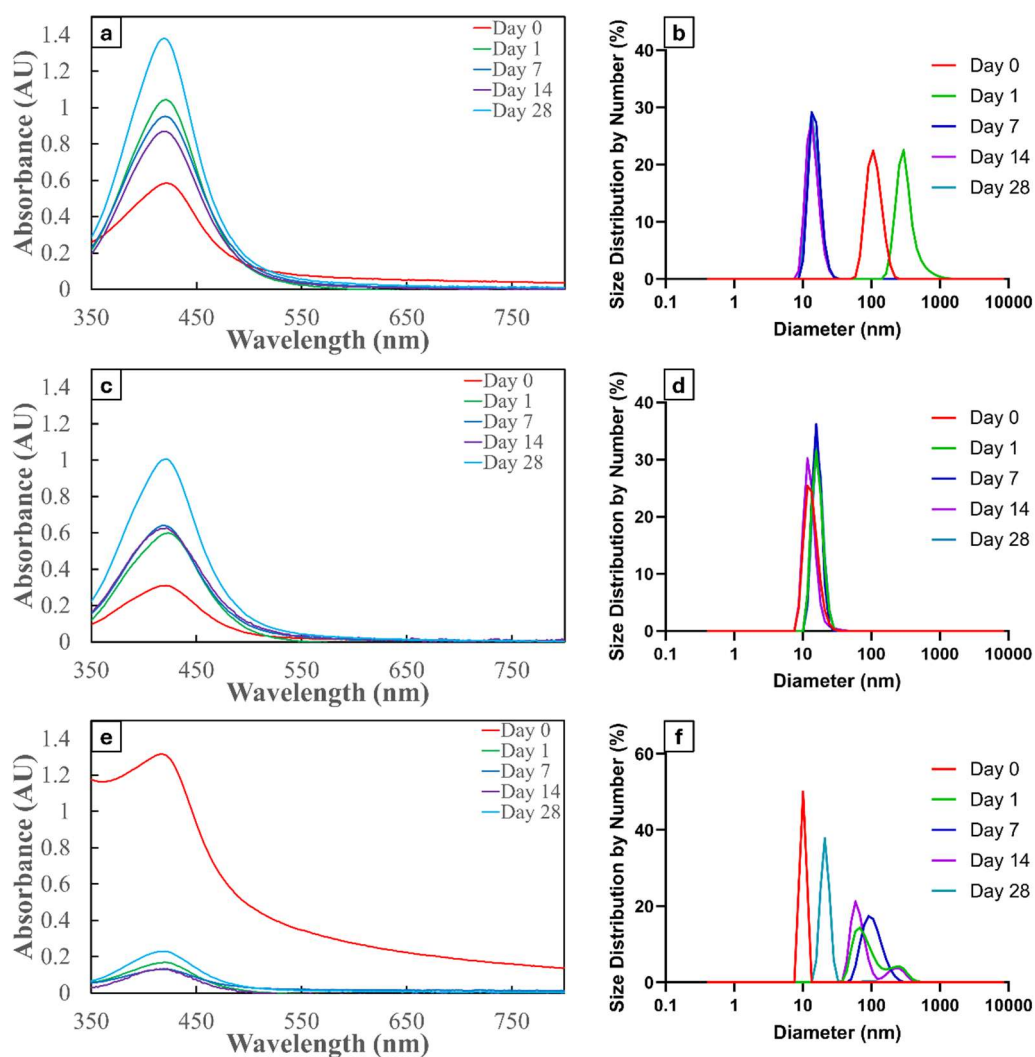 a
Absorbance (AU)
1.4
1.2
1
0.8
0.6
0.4
0.2
0
350
450
550
650
750
Wavelength (nm)
Day 0
Day 1
Day 7
Day 14
Day 28
b
Size Distribution by Number (%)
40
30
20
10
0
0.1
1
10
100
1000
10000
Diameter (nm)
Day 0
Day 1
Day 7
Day 14
Day 28
c
Absorbance (AU)
1.4
1.2
1
0.8
0.6
0.4
0.2
0
350
450
550
650
750
Wavelength (nm)
Day 0
Day 1
Day 7
Day 14
Day 28
d
Size Distribution by Number (%)
40
30
20
10
0
0.1
1
10
100
1000
10000
Diameter (nm)
Day 0
Day 1
Day 7
Day 14
Day 28
e
Absorbance (AU)
1.4
1.2
1
0.8
0.6
0.4
0.2
0
350
450
550
650
750
Wavelength (nm)
Day 0
Day 1
Day 7
Day 14
Day 28
f
Size Distribution by Number (%)
60
40
20
0
0.1
1
10
100
1000
10000
Diameter (nm)
Day 0
Day 1
Day 7
Day 14
Day 28